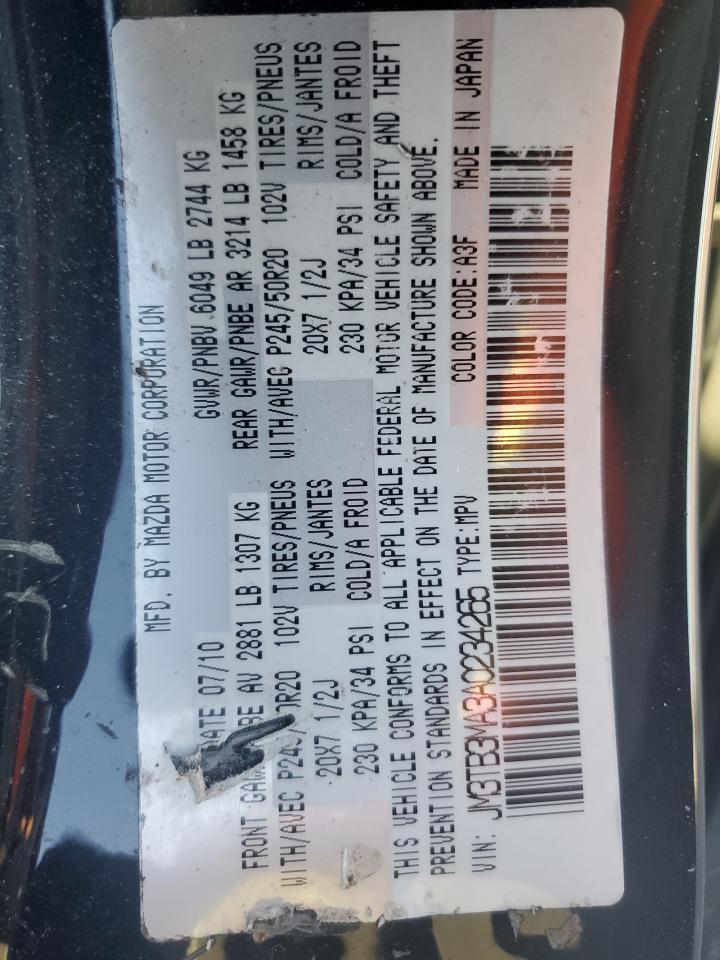 MFD. BY MAZDA MOTOR CORPORATION
DATE 07/10 GVWR/PNBV 6049 LB 2744 KG
FRONT AV 2881 LB 1307 KG REAR GAWR/PNBE AR 3214 LB 1458 KG
WITH/AVEC 102V TIRES/PNEUS WITH/AVEC P245/50R20 102V TIRES/PNEUS
20X7 1/2J RIMS/JANTES 20X7 1/2J RIMS/JANTES
230 KPA/34 PSI COLD/A FROID 230 KPA/34 PSI COLD/A FROID
THIS VEHICLE CONFORMS TO ALL APPLICABLE FEDERAL MOTOR VEHICLE SAFETY AND THEFT
PREVENTION STANDARDS IN EFFECT ON THE DATE OF MANUFACTURE SHOWN ABOVE.
VIN: JM3TB3MA3A0234265 TYPE:MPV COLOR CODE:A3F MADE IN JAPAN